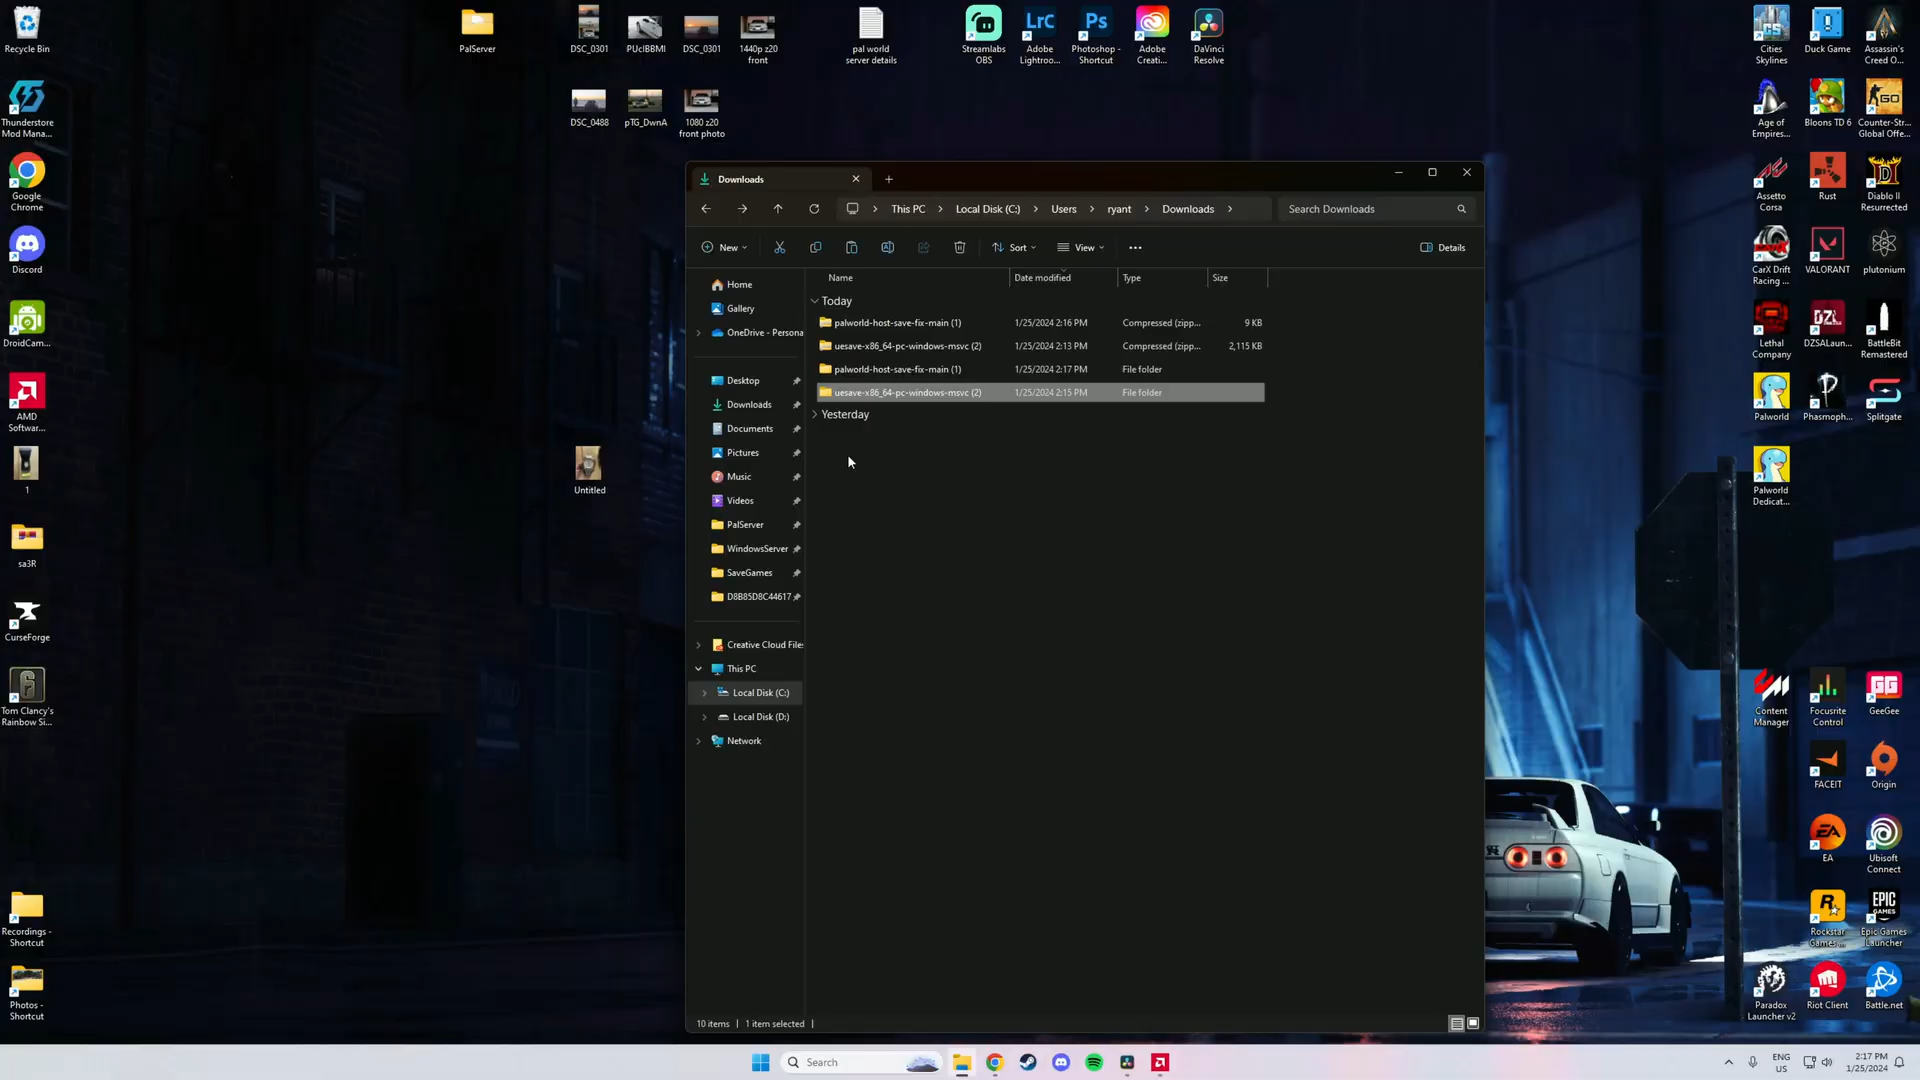 Recycle Bin
PalServer
DSC_0301
PUclBBMI
DSC_0301
1440p z20
front
pal world
server details
Streamlabs
OBS
Adobe
Lightroo...
Photoshop -
Shortcut
Adobe
Creati...
DaVinci
Resolve
Cities
Skylines
Duck Game
Assassin's
Creed O...
Thunderstore
Mod Mana...
DSC_0488
pTG_DwnA
1080 z20
front photo
Age of
Empires...
Bloons TD 6
Counter-Str...
Global Offe...
Google
Chrome
Assetto
Corsa
Rust
Diablo II
Resurrected
Discord
CarX Drift
Racing ...
VALORANT
plutonium
DroidCam...
Lethal
Company
DZSALaun...
BattleBit
Remastered
AMD
Softwar...
Palworld
Phasmoph...
Splitgate
1
Untitled
Palworld
Dedicat...
sa3R
CurseForge
Tom Clancy's
Rainbow Si...
Content
Manager
Focusrite
Control
GeeGee
FACEIT
Origin
EA
Ubisoft
Connect
Recordings -
Shortcut
Rockstar
Games...
Epic Games
Launcher
Photos -
Shortcut
Paradox
Launcher v2
Riot Client
Battle.net
Downloads
This PC
Local Disk (C:)
Users
ryant
Downloads
Search Downloads
New
Sort
View
Details
Name
Date modified
Type
Size
Today
palworld-host-save-fix-main (1) 1/25/2024 2:16 PM Compressed (zipp... 9 KB
uesave-x86_64-pc-windows-msvc (2) 1/25/2024 2:13 PM Compressed (zipp... 2,115 KB
palworld-host-save-fix-main (1) 1/25/2024 2:17 PM File folder
uesave-x86_64-pc-windows-msvc (2) 1/25/2024 2:15 PM File folder
Yesterday
Home
Gallery
OneDrive - Persona
Desktop
Downloads
Documents
Pictures
Music
Videos
PalServer
WindowsServer
SaveGames
D8B85D8C44617
Creative Cloud Files
This PC
Local Disk (C:)
Local Disk (D:)
Network
10 items
1 item selected
Search
ENG
US
2:17 PM
1/25/2024